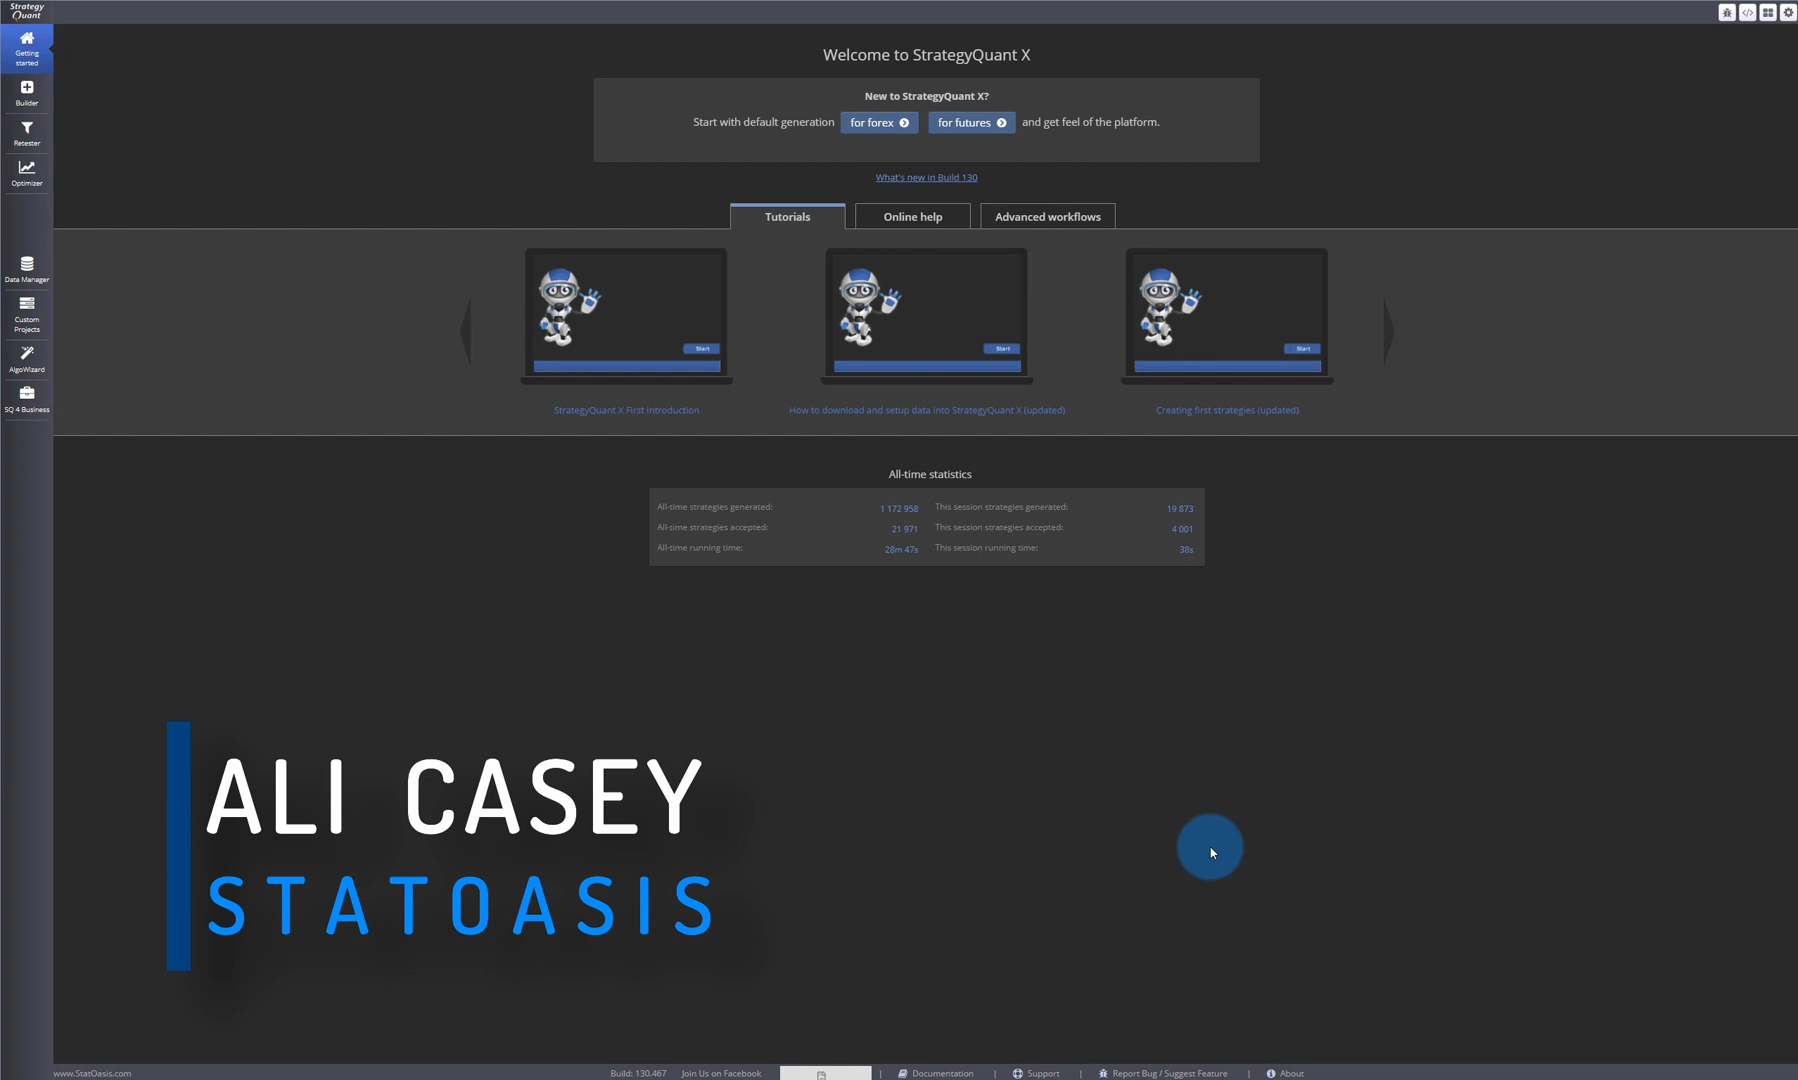 Strategy
Quant
Getting
started
Builder
Retester
Optimizer
Data Manager
Custom
Projects
AlgoWizard
SQ 4 Business
Welcome to StrategyQuant X
New to StrategyQuant X?
Start with default generation for forex for futures and get feel of the platform.
What's new in Build 130
Tutorials Online help Advanced workflows
Start Start Start
StrategyQuant X First Introduction How to download and setup data into StrategyQuant X (updated) Creating first strategies (updated)
All-time statistics
All-time strategies generated: 1 172 958 This session strategies generated: 19 873
All-time strategies accepted: 21 971 This session strategies accepted: 4 001
All-time running time: 28m 47s This session running time: 38s
ALI CASEY
STATOASIS
www.StatOasis.com Build: 130.467 Join Us on Facebook | Documentation | Support | Report Bug / Suggest Feature | About